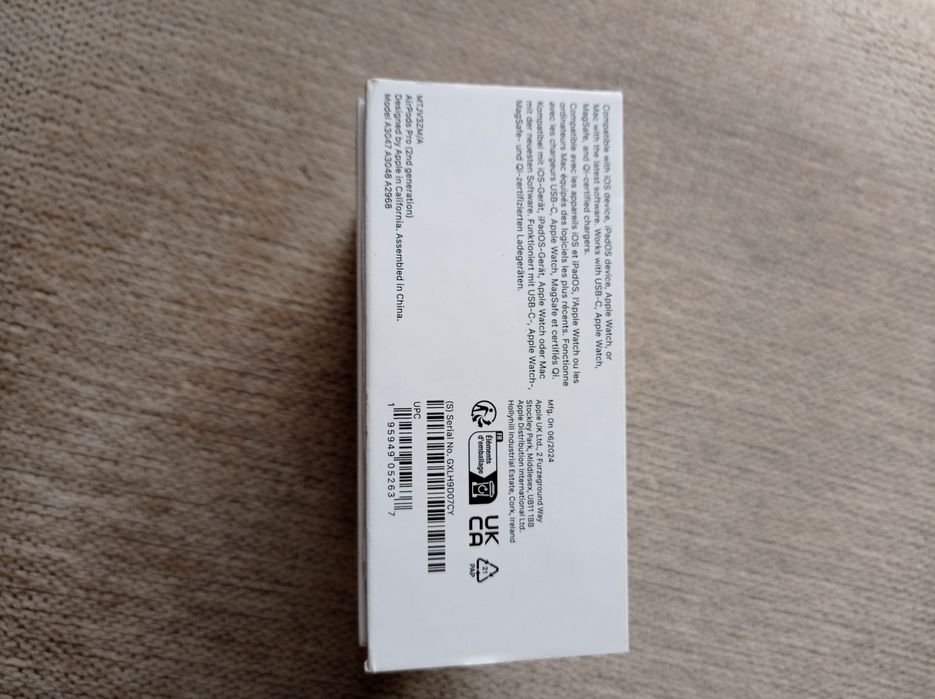 Compatible with iOS device, iPadOS device, Apple Watch, or
Mac with the latest software. Works with USB-C, Apple Watch,
MagSafe, and Qi-certified chargers.
Compatible avec les appareils iOS et iPadOS, l'Apple Watch ou les
ordinateurs Mac équipés des logiciels les plus récents. Fonctionne
avec les chargeurs USB-C, Apple Watch, MagSafe et certifiés Qi.
Kompatibel mit iOS-Gerät, iPadOS-Gerät, Apple Watch oder Mac
mit der neuesten Software. Funktioniert mit USB-C-, Apple Watch-,
MagSafe- und Qi-zertifizierten Ladegeräten.
MTJV3ZM/A
AirPods Pro (2nd generation)
Designed by Apple in California. Assembled in China.
Model A3047 A3048 A2968
Mfg. On 06/2024
Apple UK Ltd., 2 Furzeground Way
Stockley Park, Middlesex, UB11 1BB
Apple Distribution International Ltd.
Hollyhill Industrial Estate, Cork, Ireland
FR
Éléments
d'emballage
UK
CA
21
PAP
(S) Serial No. GXLH9D07CY
UPC
1 95949 05263 7